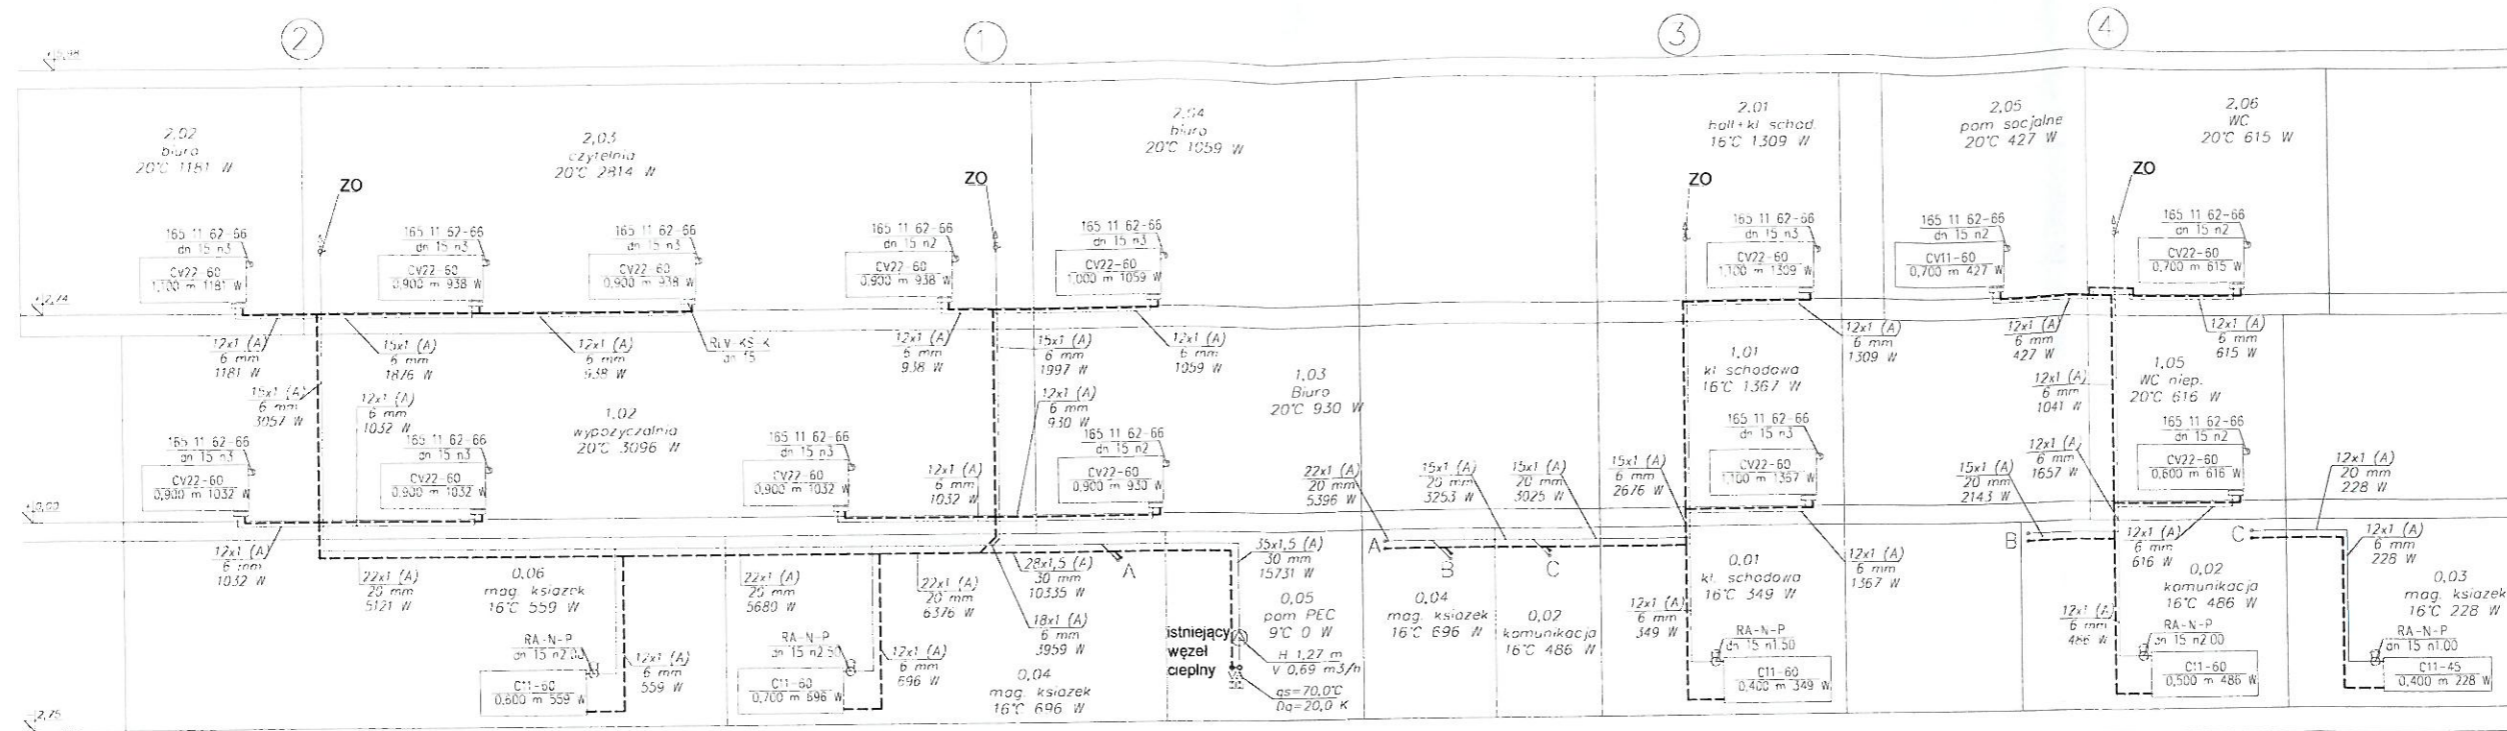 2
1
3
4
2,02
biuro
20°C 1181 W
2,03
czytelnia
20°C 2814 W
2,04
biuro
20°C 1059 W
2,01
holl+kl schod.
16°C 1309 W
2,05
pom socjalne
20°C 427 W
2,06
WC
20°C 615 W
ZO
ZO
ZO
ZO
165 11 62-66
dn 15 n3
CV22-60
1,100 m 1181 W
165 11 62-66
dn 15 n3
CV22-60
0,900 m 938 W
165 11 62-66
dn 15 n3
CV22-60
0,900 m 938 W
165 11 62-66
dn 15 n2
CV22-60
0,900 m 938 W
165 11 62-66
dn 15 n3
CV22-60
1,000 m 1059 W
165 11 62-66
dn 15 n3
CV22-60
1,100 m 1309 W
165 11 62-66
dn 15 n2
CV11-60
0,700 m 427 W
165 11 62-66
dn 15 n2
CV22-60
0,700 m 615 W
12x1 (A)
6 mm
1181 W
15x1 (A)
6 mm
1876 W
12x1 (A)
6 mm
938 W
RLV-KS-K
dn 15
12x1 (A)
6 mm
938 W
15x1 (A)
6 mm
1997 W
12x1 (A)
6 mm
1059 W
12x1 (A)
6 mm
1309 W
12x1 (A)
6 mm
427 W
12x1 (A)
6 mm
615 W
15x1 (A)
6 mm
3057 W
12x1 (A)
6 mm
1032 W
1,02
wypożyczalnia
20°C 3096 W
12x1 (A)
6 mm
930 W
1,03
Biuro
20°C 930 W
1,01
kl schodowa
16°C 1367 W
12x1 (A)
6 mm
1041 W
1,05
WC niep.
20°C 616 W
165 11 62-66
dn 15 n3
CV22-60
0,900 m 1032 W
165 11 62-66
dn 15 n3
CV22-60
0,900 m 1032 W
165 11 62-66
dn 15 n3
CV22-60
0,900 m 1032 W
12x1 (A)
6 mm
1032 W
165 11 62-66
dn 15 n2
CV22-60
0,900 m 930 W
22x1 (A)
20 mm
5396 W
15x1 (A)
20 mm
3253 W
15x1 (A)
20 mm
3025 W
15x1 (A)
6 mm
2676 W
165 11 62-66
dn 15 n3
CV22-60
1,100 m 1367 W
15x1 (A)
20 mm
2143 W
12x1 (A)
6 mm
1657 W
165 11 62-66
dn 15 n2
CV22-60
0,600 m 616 W
12x1 (A)
20 mm
228 W
12x1 (A)
6 mm
1032 W
22x1 (A)
20 mm
5121 W
0,06
mag. książek
16°C 559 W
22x1 (A)
20 mm
5680 W
22x1 (A)
20 mm
6376 W
28x1,5 (A)
30 mm
10335 W
A
35x1,5 (A)
30 mm
15731 W
A
B
C
12x1 (A)
6 mm
1367 W
B
12x1 (A)
6 mm
616 W
C
12x1 (A)
6 mm
228 W
RA-N-P
dn 15 n2.00
C11-60
0,600 m 559 W
12x1 (A)
6 mm
559 W
RA-N-P
dn 15 n2.50
C11-60
0,700 m 696 W
12x1 (A)
6 mm
696 W
18x1 (A)
6 mm
3959 W
0,04
mag. książek
16°C 696 W
istniejący
węzeł
cieplny
0,05
pom PEC
9°C 0 W
H 1,27 m
V 0,69 m3/h
qs=70,0°C
Dq=20,0 K
0,04
mag. książek
16°C 696 W
0,02
komunikacja
16°C 486 W
12x1 (A)
6 mm
349 W
0,01
kl. schodowa
16°C 349 W
RA-N-P
dn 15 n1.50
C11-60
0,400 m 349 W
12x1 (A)
6 mm
486 W
0,02
komunikacja
16°C 486 W
RA-N-P
dn 15 n2.00
C11-60
0,500 m 486 W
0,03
mag. książek
16°C 228 W
RA-N-P
dn 15 n1.00
C11-45
0,400 m 228 W